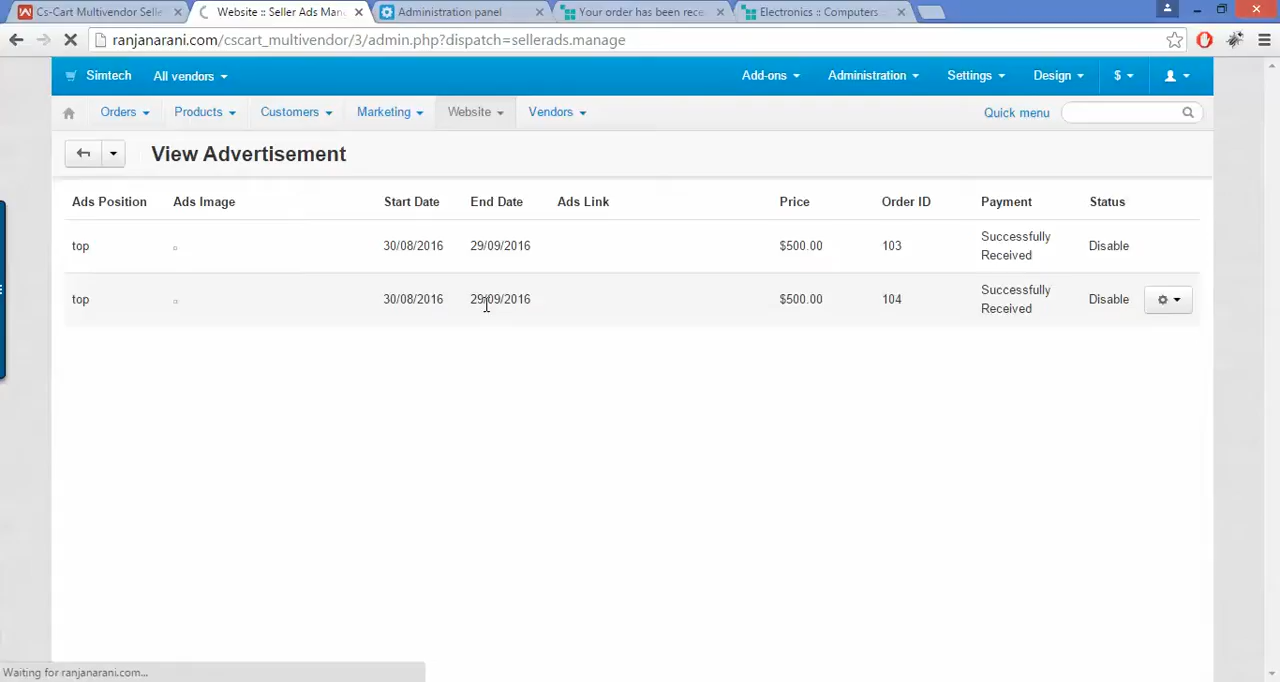 Cs-Cart Multivendor Selle
Website :: Seller Ads Man
Administration panel
Your order has been rece
Electronics :: Computers
ranjanarani.com/cscart_multivendor/3/admin.php?dispatch=sellerads.manage
Simtech
All vendors
Add-ons
Administration
Settings
Design
$
Orders
Products
Customers
Marketing
Website
Vendors
Quick menu
View Advertisement
Ads Position Ads Image Start Date End Date Ads Link Price Order ID Payment Status
top 30/08/2016 29/09/2016 $500.00 103 Successfully Received Disable
top 30/08/2016 29/09/2016 $500.00 104 Successfully Received Disable
Waiting for ranjanarani.com...